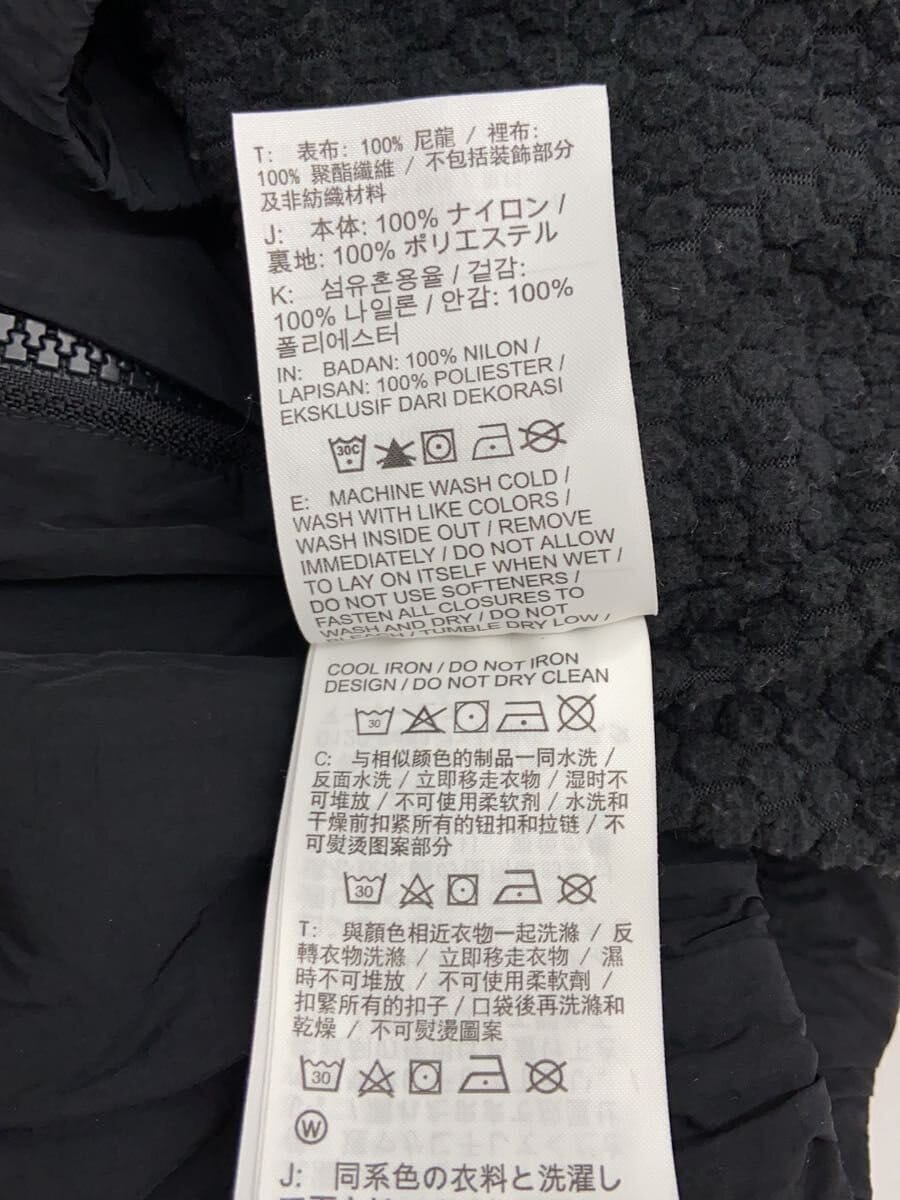 T: 表布: 100% 尼龍 / 裡布:
100% 聚酯纖維 / 不包括裝飾部分
及非紡織材料
J: 本体: 100% ナイロン /
裏地: 100% ポリエステル
K: 섬유혼용율 / 겉감:
100% 나일론 / 안감: 100%
폴리에스터
IN: BADAN: 100% NILON /
LAPISAN: 100% POLIESTER /
EKSKLUSIF DARI DEKORASI
30C
E: MACHINE WASH COLD /
WASH WITH LIKE COLORS /
WASH INSIDE OUT / REMOVE
IMMEDIATELY / DO NOT ALLOW
TO LAY ON ITSELF WHEN WET /
DO NOT USE SOFTENERS /
FASTEN ALL CLOSURES TO
WASH AND DRY / DO NOT
BLEACH / TUMBLE DRY LOW /
COOL IRON / DO NOT IRON
DESIGN / DO NOT DRY CLEAN
30
C: 与相似颜色的制品一同水洗 /
反面水洗 / 立即移走衣物 / 湿时不
可堆放 / 不可使用柔软剂 / 水洗和
干燥前扣紧所有的钮扣和拉链 / 不
可熨烫图案部分
30
T: 與顏色相近衣物一起洗滌 / 反
轉衣物洗滌 / 立即移走衣物 / 濕
時不可堆放 / 不可使用柔軟劑 /
扣緊所有的扣子 / 口袋後再洗滌和
乾燥 / 不可熨燙圖案
30
W
J: 同系色の衣料と洗濯し